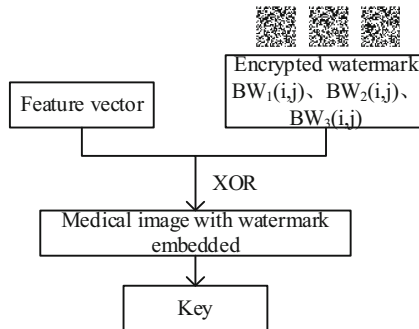 Feature vector
Encrypted watermark
BW₁(i,j)、BW₂(i,j)、
BW₃(i,j)
XOR
Medical image with watermark
embedded
Key